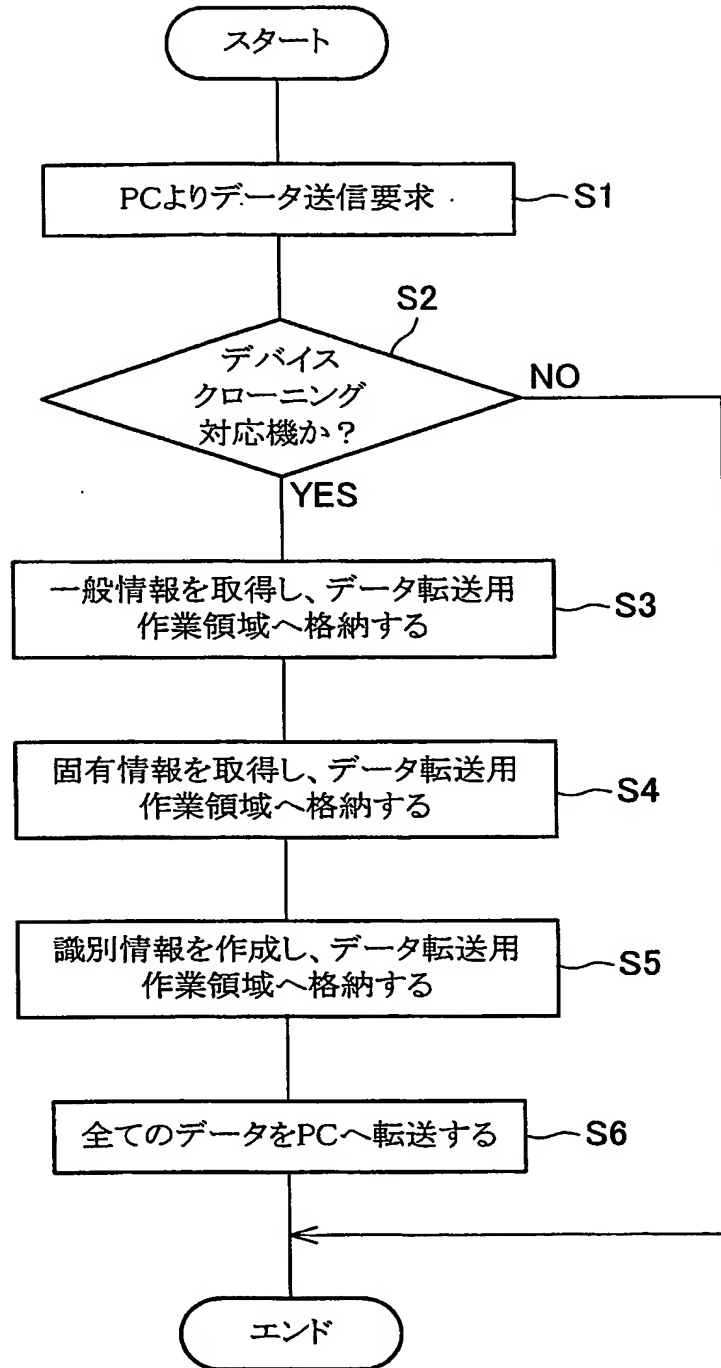 スタート
PCよりデータ送信要求
S1
S2
デバイス
クローニング
対応機か?
NO
YES
一般情報を取得し、データ転送用
作業領域へ格納する
S3
固有情報を取得し、データ転送用
作業領域へ格納する
S4
識別情報を作成し、データ転送用
作業領域へ格納する
S5
全てのデータをPCへ転送する
S6
エンド